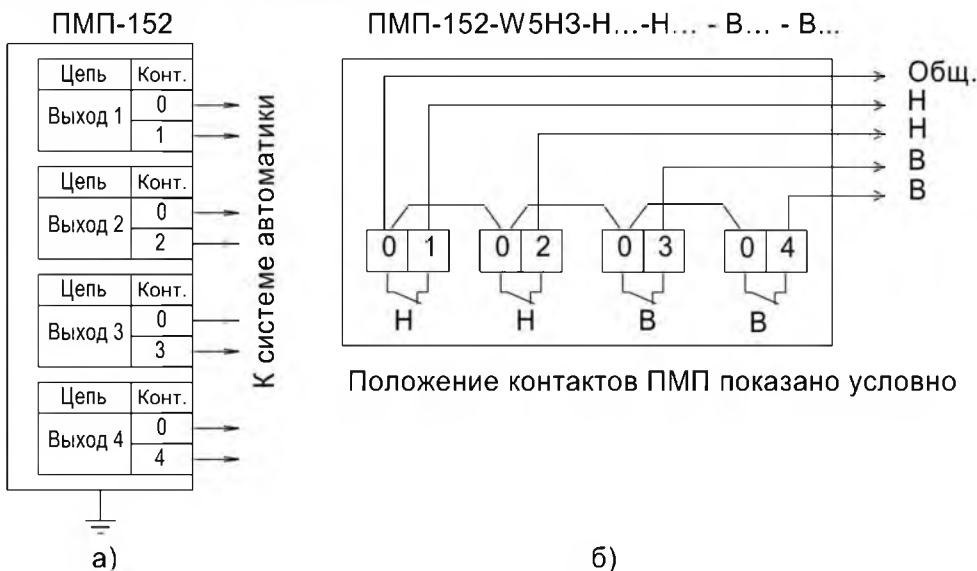 ПМП-152
Цепь Конт.
Выход 1 0
1
Цепь Конт.
Выход 2 0
2
Цепь Конт.
Выход 3 0
3
Цепь Конт.
Выход 4 0
4
К системе автоматики
а)
ПМП-152-W5H3-Н...-Н... - В... - В...
Общ.
Н
Н
В
В
0 1 0 2 0 3 0 4
Н Н В В
Положение контактов ПМП показано условно
б)